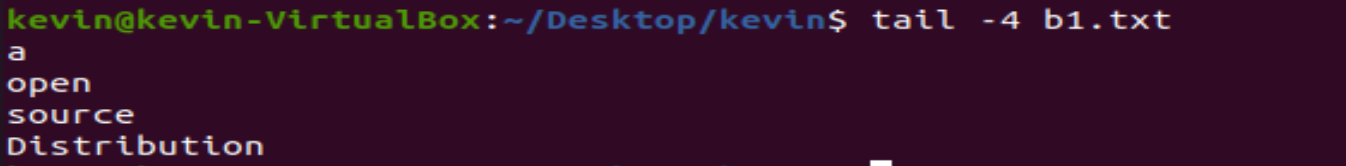 kevin@kevin-VirtualBox:~/Desktop/kevin$ tail -4 b1.txt
a
open
source
Distribution